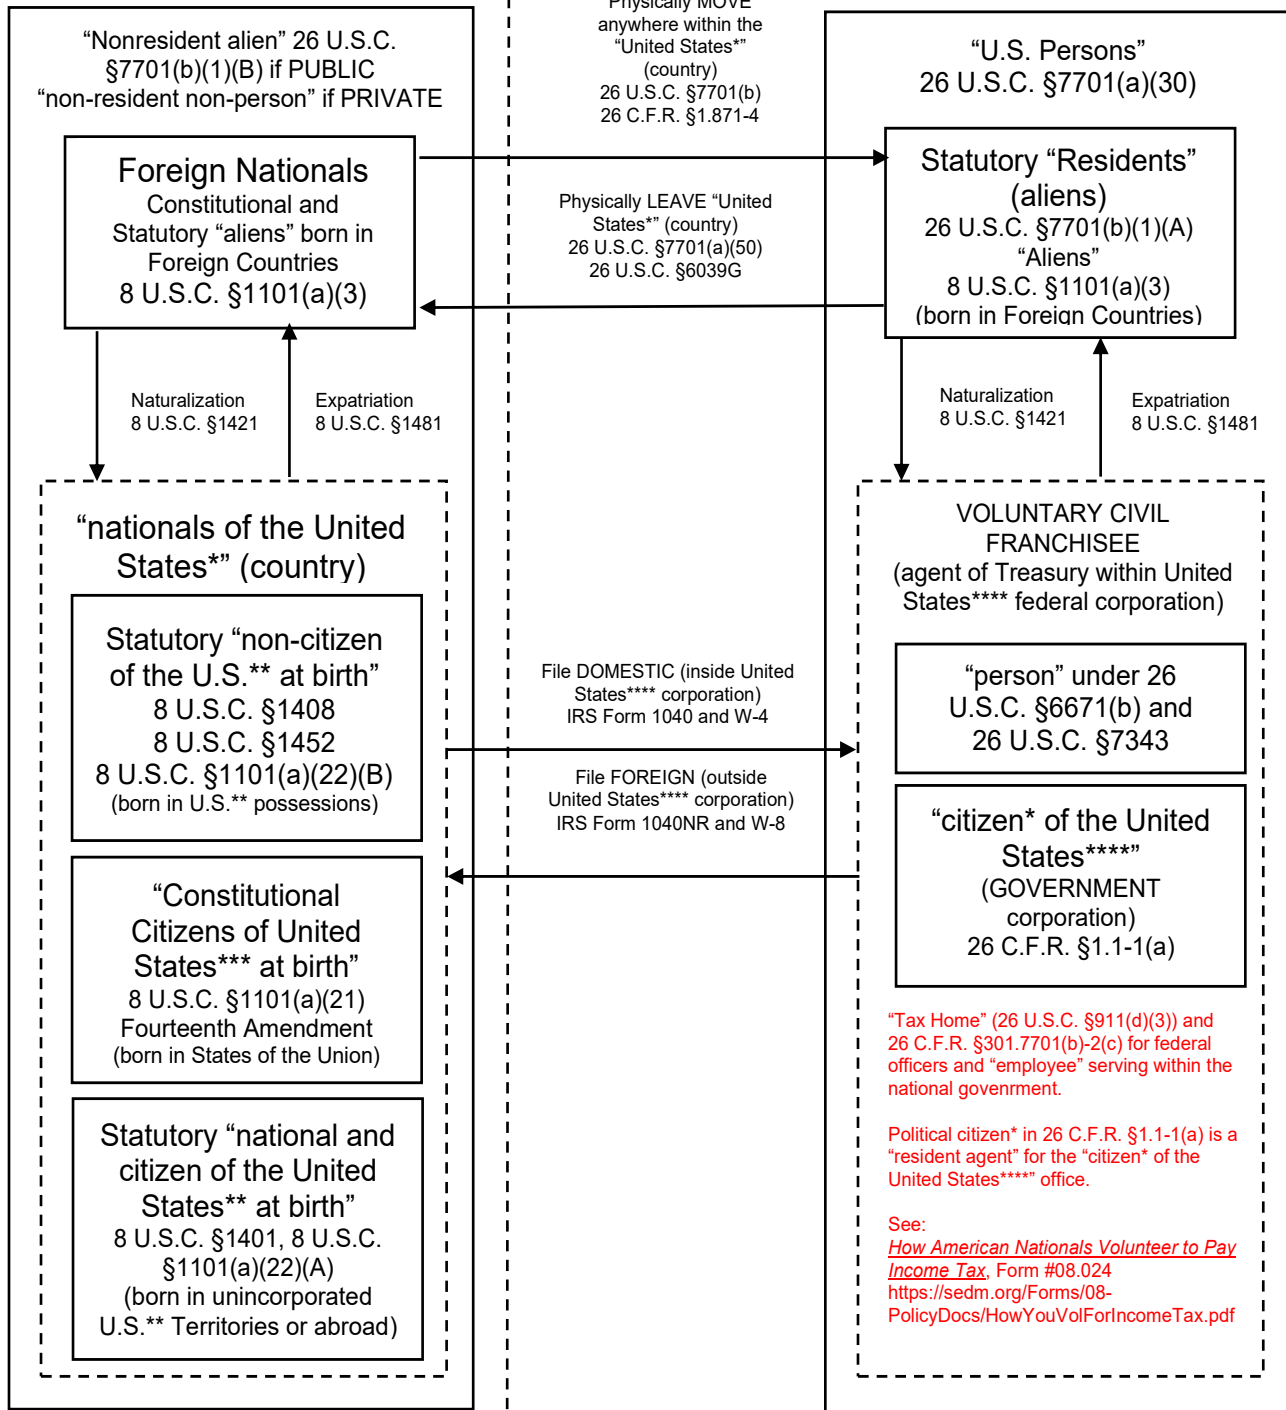 “Nonresident alien” 26 U.S.C.
§7701(b)(1)(B) if PUBLIC
“non-resident non-person” if PRIVATE
Foreign Nationals
Constitutional and
Statutory “aliens” born in
Foreign Countries
8 U.S.C. §1101(a)(3)
Naturalization
8 U.S.C. §1421
Expatriation
8 U.S.C. §1481
“nationals of the United
States*” (country)
Statutory “non-citizen
of the U.S.** at birth”
8 U.S.C. §1408
8 U.S.C. §1452
8 U.S.C. §1101(a)(22)(B)
(born in U.S.** possessions)
“Constitutional
Citizens of United
States*** at birth”
8 U.S.C. §1101(a)(21)
Fourteenth Amendment
(born in States of the Union)
Statutory “national and
citizen of the United
States** at birth”
8 U.S.C. §1401, 8 U.S.C.
§1101(a)(22)(A)
(born in unincorporated
U.S.** Territories or abroad)
Physically MOVE
anywhere within the
“United States*”
(country)
26 U.S.C. §7701(b)
26 C.F.R. §1.871-4
Physically LEAVE “United
States*” (country)
26 U.S.C. §7701(a)(50)
26 U.S.C. §6039G
File DOMESTIC (inside United
States**** corporation)
IRS Form 1040 and W-4
File FOREIGN (outside
United States**** corporation)
IRS Form 1040NR and W-8
“U.S. Persons”
26 U.S.C. §7701(a)(30)
Statutory “Residents”
(aliens)
26 U.S.C. §7701(b)(1)(A)
“Aliens”
8 U.S.C. §1101(a)(3)
(born in Foreign Countries)
Naturalization
8 U.S.C. §1421
Expatriation
8 U.S.C. §1481
VOLUNTARY CIVIL
FRANCHISEE
(agent of Treasury within United
States**** federal corporation)
“person” under 26
U.S.C. §6671(b) and
26 U.S.C. §7343
“citizen* of the United
States****”
(GOVERNMENT
corporation)
26 C.F.R. §1.1-1(a)
“Tax Home” (26 U.S.C. §911(d)(3)) and
26 C.F.R. §301.7701(b)-2(c) for federal
officers and “employee” serving within the
national govenrment.
Political citizen* in 26 C.F.R. §1.1-1(a) is a
“resident agent” for the “citizen* of the
United States****” office.
See:
How American Nationals Volunteer to Pay
Income Tax, Form #08.024
https://sedm.org/Forms/08-
PolicyDocs/HowYouVolForIncomeTax.pdf